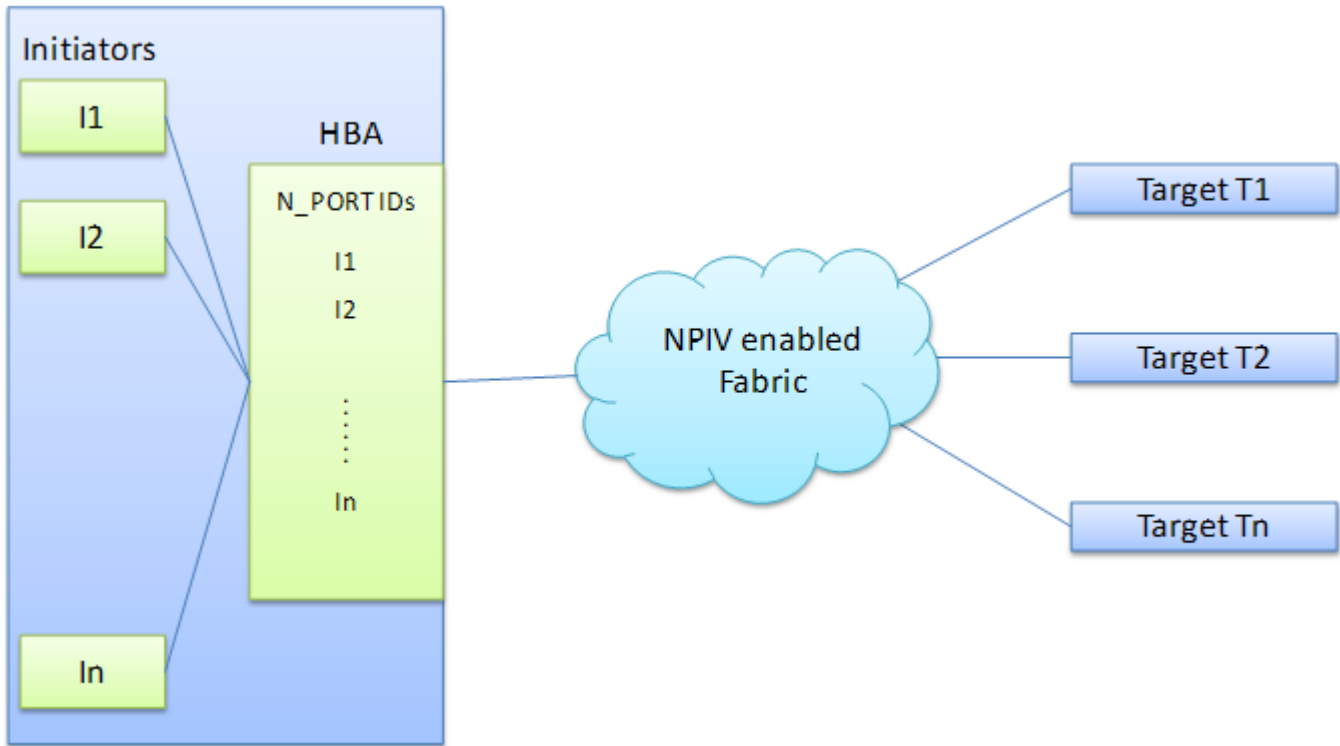 Initiators
I1
I2
In
HBA
N_PORT IDs
I1
I2
In
NPIV enabled
Fabric
Target T1
Target T2
Target Tn